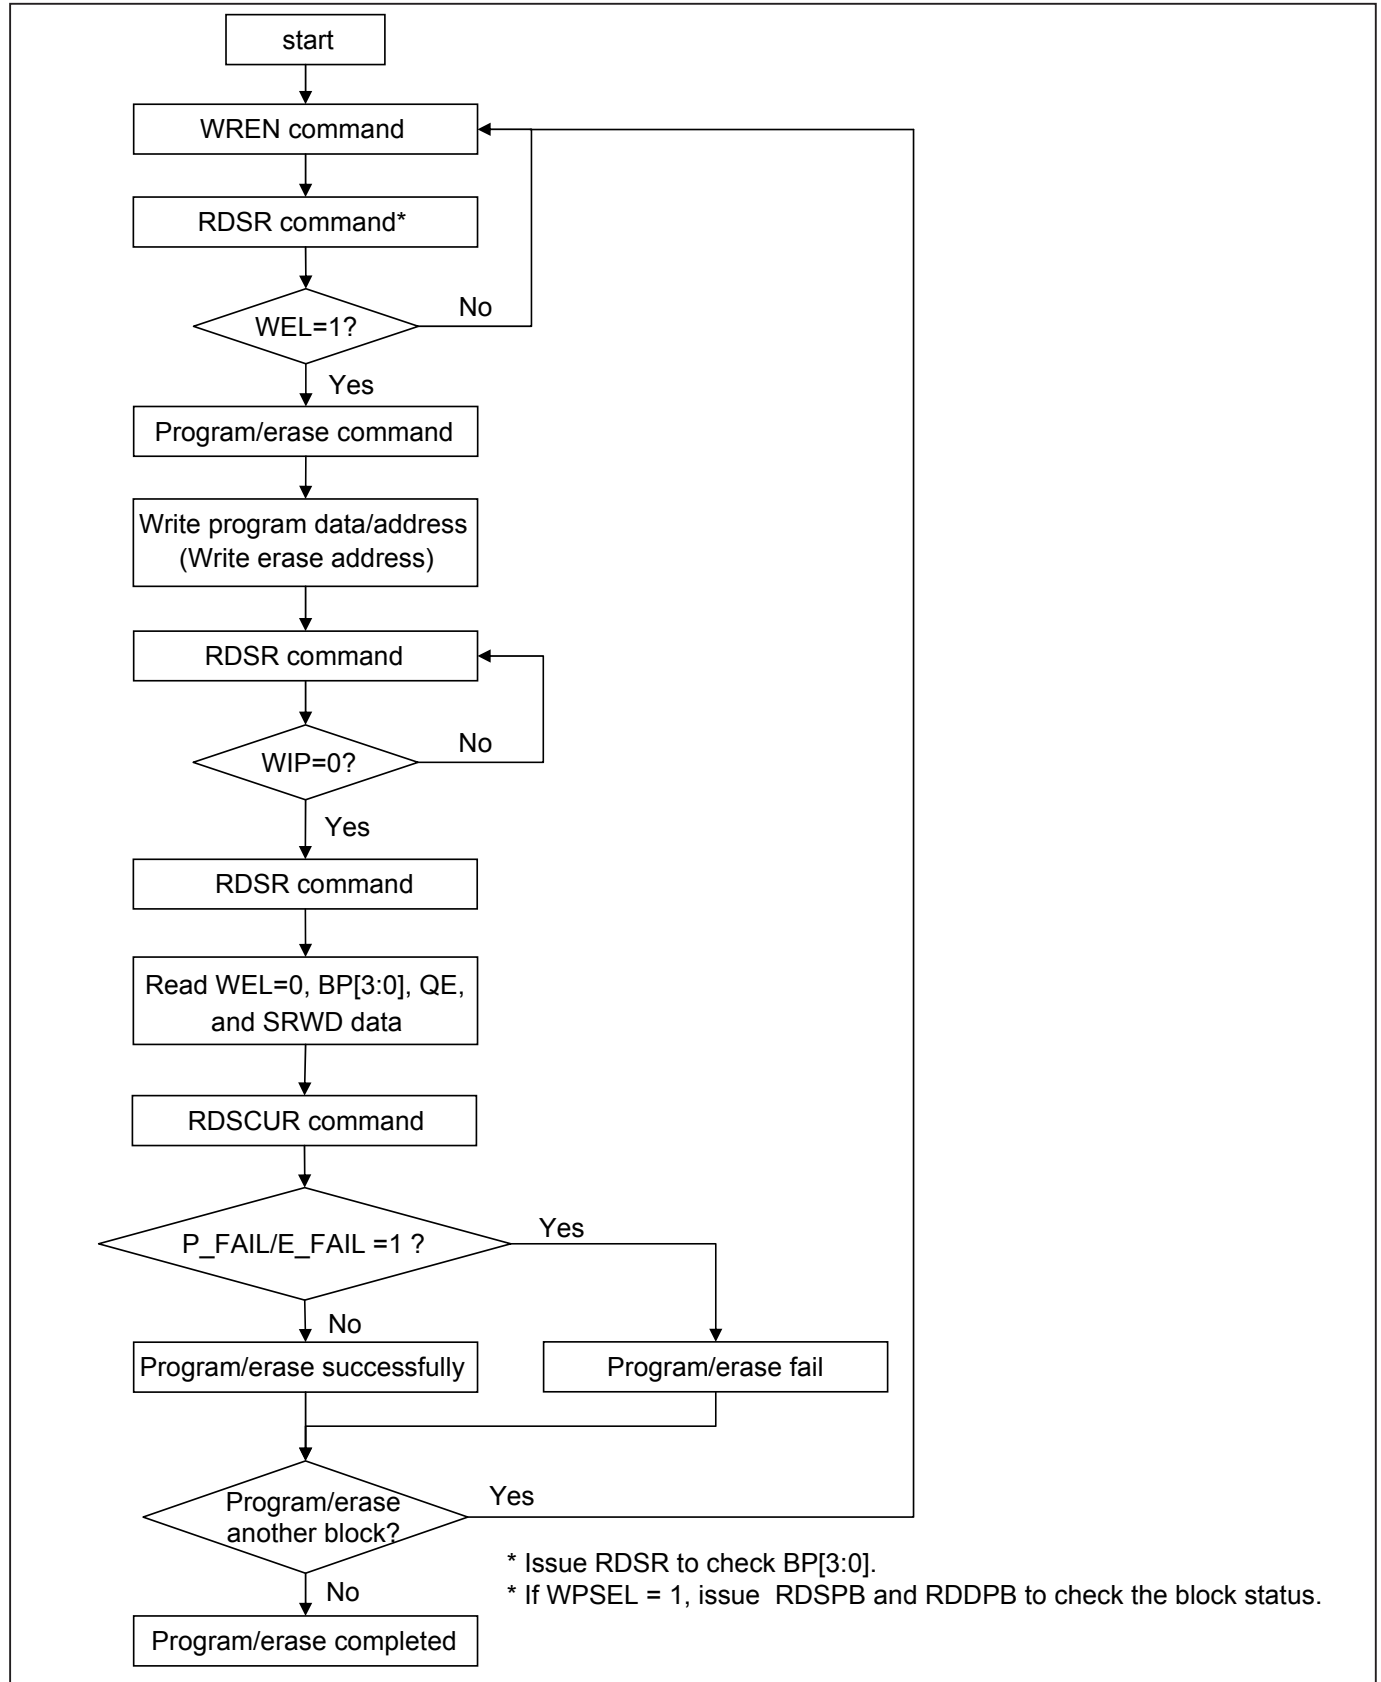 start
WREN command
RDSR command*
WEL=1?
No
Yes
Program/erase command
Write program data/address
(Write erase address)
RDSR command
WIP=0?
No
Yes
RDSR command
Read WEL=0, BP[3:0], QE,
and SRWD data
RDSCUR command
P_FAIL/E_FAIL =1 ?
Yes
No
Program/erase successfully
Program/erase fail
Program/erase
another block?
Yes
* Issue RDSR to check BP[3:0].
* If WPSEL = 1, issue  RDSPB and RDDPB to check the block status.
No
Program/erase completed